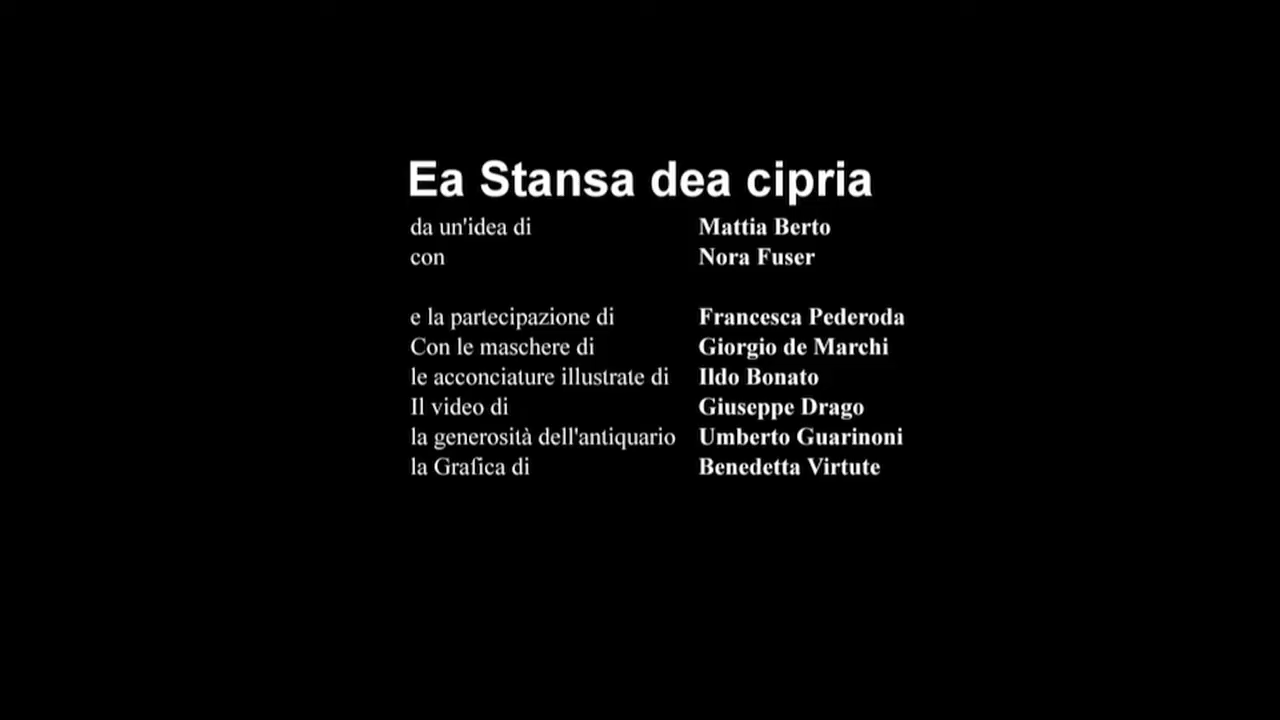 Ea Stansa dea cipria
da un'idea di Mattia Berto
con Nora Fuser
e la partecipazione di Francesca Pederoda
Con le maschere di Giorgio de Marchi
le acconciature illustrate di Ildo Bonato
Il video di Giuseppe Drago
la generosità dell'antiquario Umberto Guarinoni
la Grafica di Benedetta Virtute